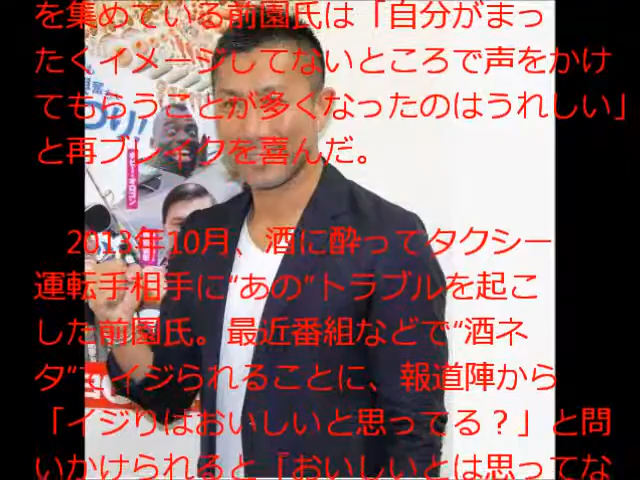 を集めている前園氏は「自分がまっ
たくイメージしてないところで声をかけ
てもらうことが多くなったのはうれしい」
と再ブレイクを喜んだ。
2013年10月、酒に酔ってタクシー
運転手相手に“あの”トラブルを起こ
した前園氏。最近番組などで“酒ネ
タ”でイジられることに、報道陣から
「イジりはおいしいと思ってる？」と問
いかけられると「おいしいとは思ってな